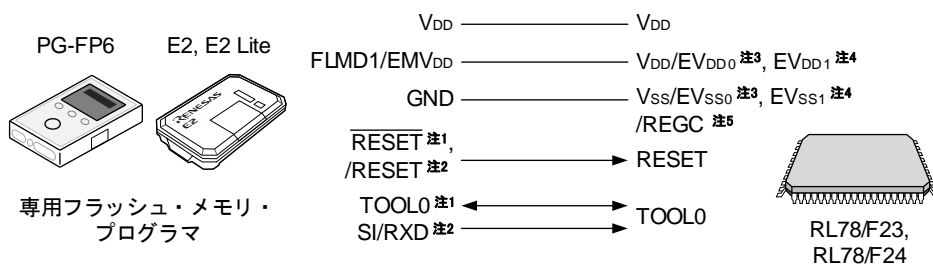 PG-FP6
E2, E2 Lite
RENESAS
E2
専用フラッシュ・メモリ・
プログラマ
VDD
VDD
FLMD1/EMVDD
VDD/EVDD0 注3, EVDD1 注4
GND
VSS/EVSS0 注3, EVSS1 注4
/REGC 注5
RESET 注1,
/RESET 注2
RESET
TOOL0 注1
SI/RXD 注2
TOOL0
RL78/F23,
RL78/F24